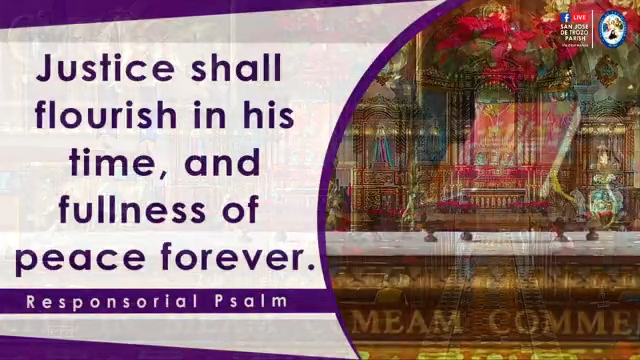 Justice shall
flourish in his
time, and
fullness of
peace forever.
Responsorial Psalm
LIVE
SAN JOSE
DE TROZO
PARISH
MEAM COMME